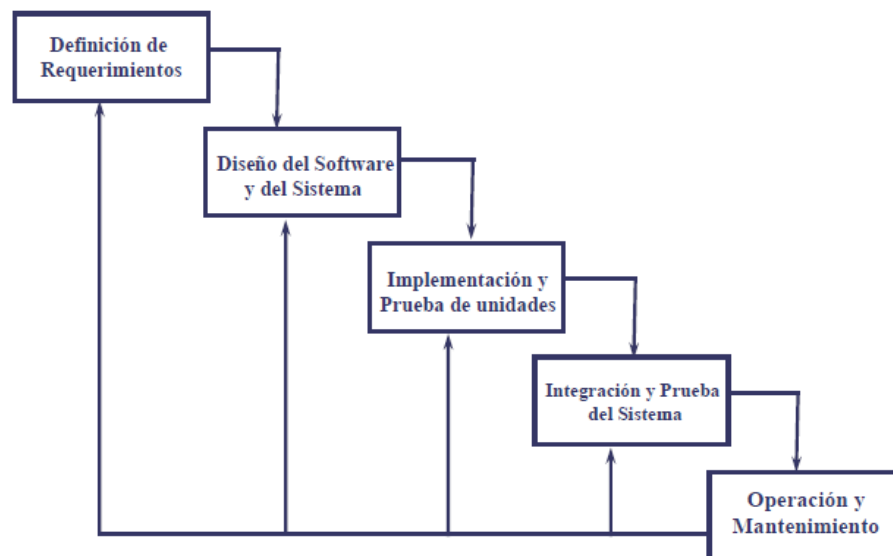 Definición de
Requerimientos
Diseño del Software
y del Sistema
Implementación y
Prueba de unidades
Integración y Prueba
del Sistema
Operación y
Mantenimiento